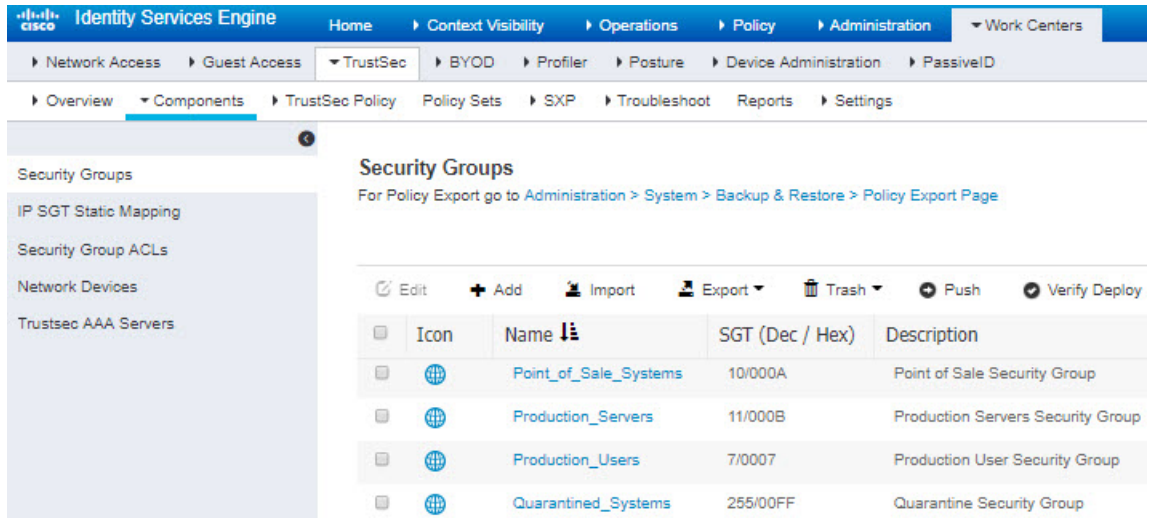 cisco Identity Services Engine Home Context Visibility Operations Policy Administration Work Centers
Network Access Guest Access TrustSec BYOD Profiler Posture Device Administration PassiveID
Overview Components TrustSec Policy Policy Sets SXP Troubleshoot Reports Settings
Security Groups
IP SGT Static Mapping
Security Group ACLs
Network Devices
Trustsec AAA Servers
Security Groups
For Policy Export go to Administration > System > Backup & Restore > Policy Export Page
Edit Add Import Export Trash Push Verify Deploy
Icon Name SGT (Dec / Hex) Description
Point_of_Sale_Systems 10/000A Point of Sale Security Group
Production_Servers 11/000B Production Servers Security Group
Production_Users 7/0007 Production User Security Group
Quarantined_Systems 255/00FF Quarantine Security Group